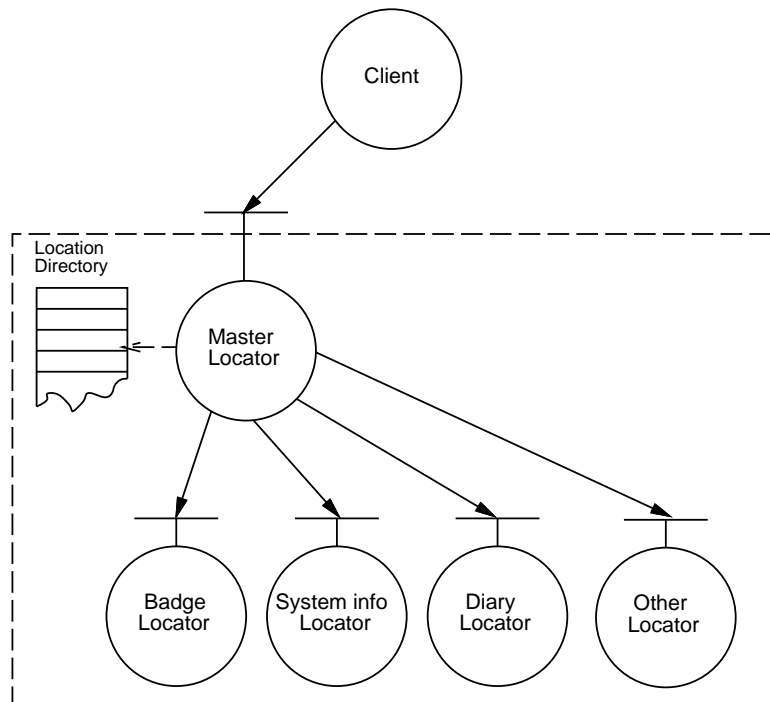 Client
Location
Directory
Master
Locator
Badge
Locator
System info
Locator
Diary
Locator
Other
Locator